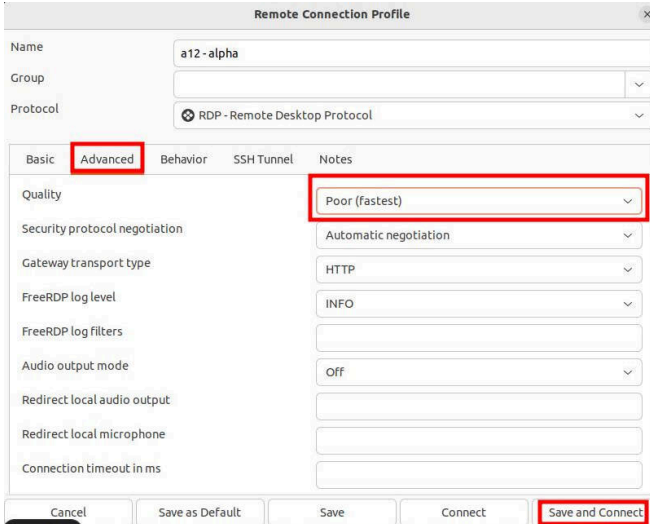 Remote Connection Profile
Name
a12 - alpha
Group
Protocol
RDP - Remote Desktop Protocol
Basic Advanced Behavior SSH Tunnel Notes
Quality Poor (fastest)
Security protocol negotiation Automatic negotiation
Gateway transport type HTTP
FreeRDP log level INFO
FreeRDP log filters
Audio output mode Off
Redirect local audio output
Redirect local microphone
Connection timeout in ms
Cancel Save as Default Save Connect Save and Connect